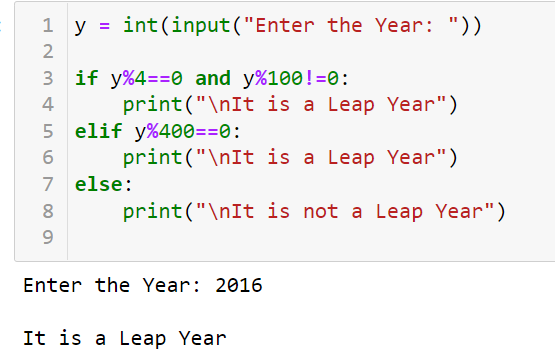 1 y = int(input("Enter the Year: "))
2
3 if y%4==0 and y%100!=0:
4     print("\nIt is a Leap Year")
5 elif y%400==0:
6     print("\nIt is a Leap Year")
7 else:
8     print("\nIt is not a Leap Year")
9
Enter the Year: 2016
It is a Leap Year